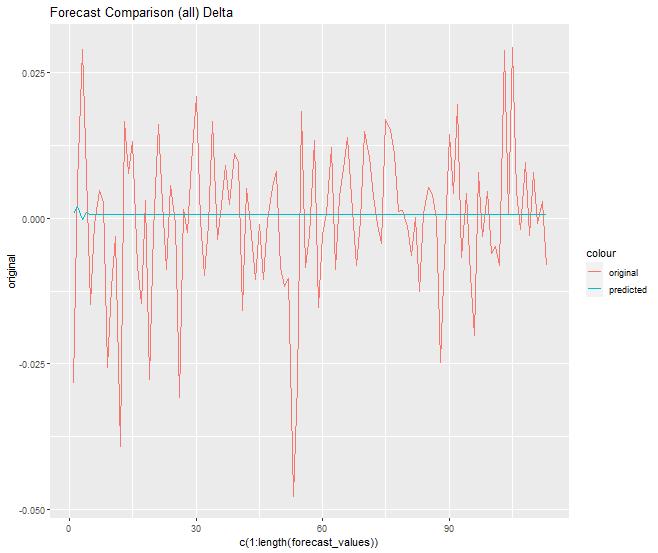 Forecast Comparison (all) Delta
0.025
0.000
-0.025
-0.050
original
0
30
60
90
c(1:length(forecast_values))
colour
original
predicted